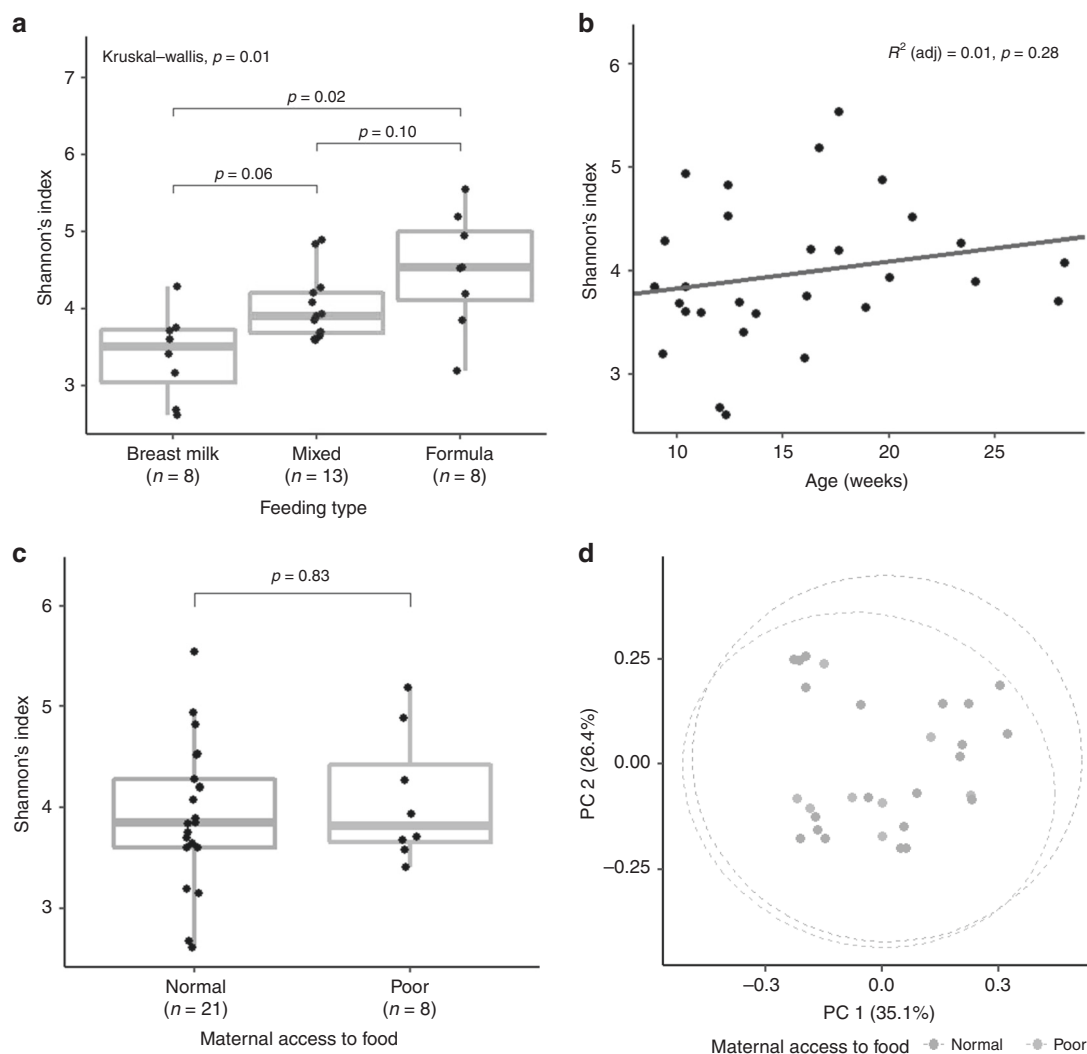 a
Kruskal–wallis, p = 0.01
7
6
5
4
3
Shannon's index
p = 0.02
p = 0.10
p = 0.06
Breast milk Mixed Formula
(n = 8) (n = 13) (n = 8)
Feeding type
b
R² (adj) = 0.01, p = 0.28
6
5
4
3
Shannon's index
10 15 20 25
Age (weeks)
c
p = 0.83
6
5
4
3
Shannon's index
Normal Poor
(n = 21) (n = 8)
Maternal access to food
d
0.25
0.00
−0.25
PC 2 (26.4%)
−0.3 0.0 0.3
PC 1 (35.1%)
Maternal access to food Normal Poor